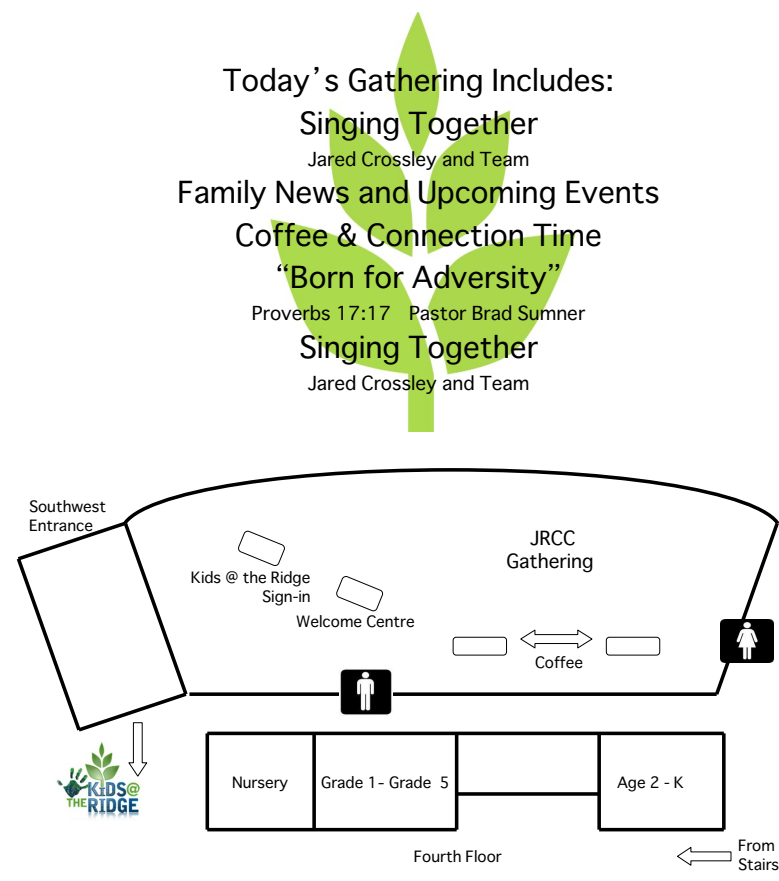 Today's Gathering Includes:
Singing Together
Jared Crossley and Team
Family News and Upcoming Events
Coffee & Connection Time
“Born for Adversity”
Proverbs 17:17 Pastor Brad Sumner
Singing Together
Jared Crossley and Team
Southwest
Entrance
JRCC
Gathering
Kids @ the Ridge
Sign-in
Welcome Centre
Coffee
KiDS@
THE RIDGE
Nursery
Grade 1- Grade 5
Age 2 - K
Fourth Floor
From
Stairs